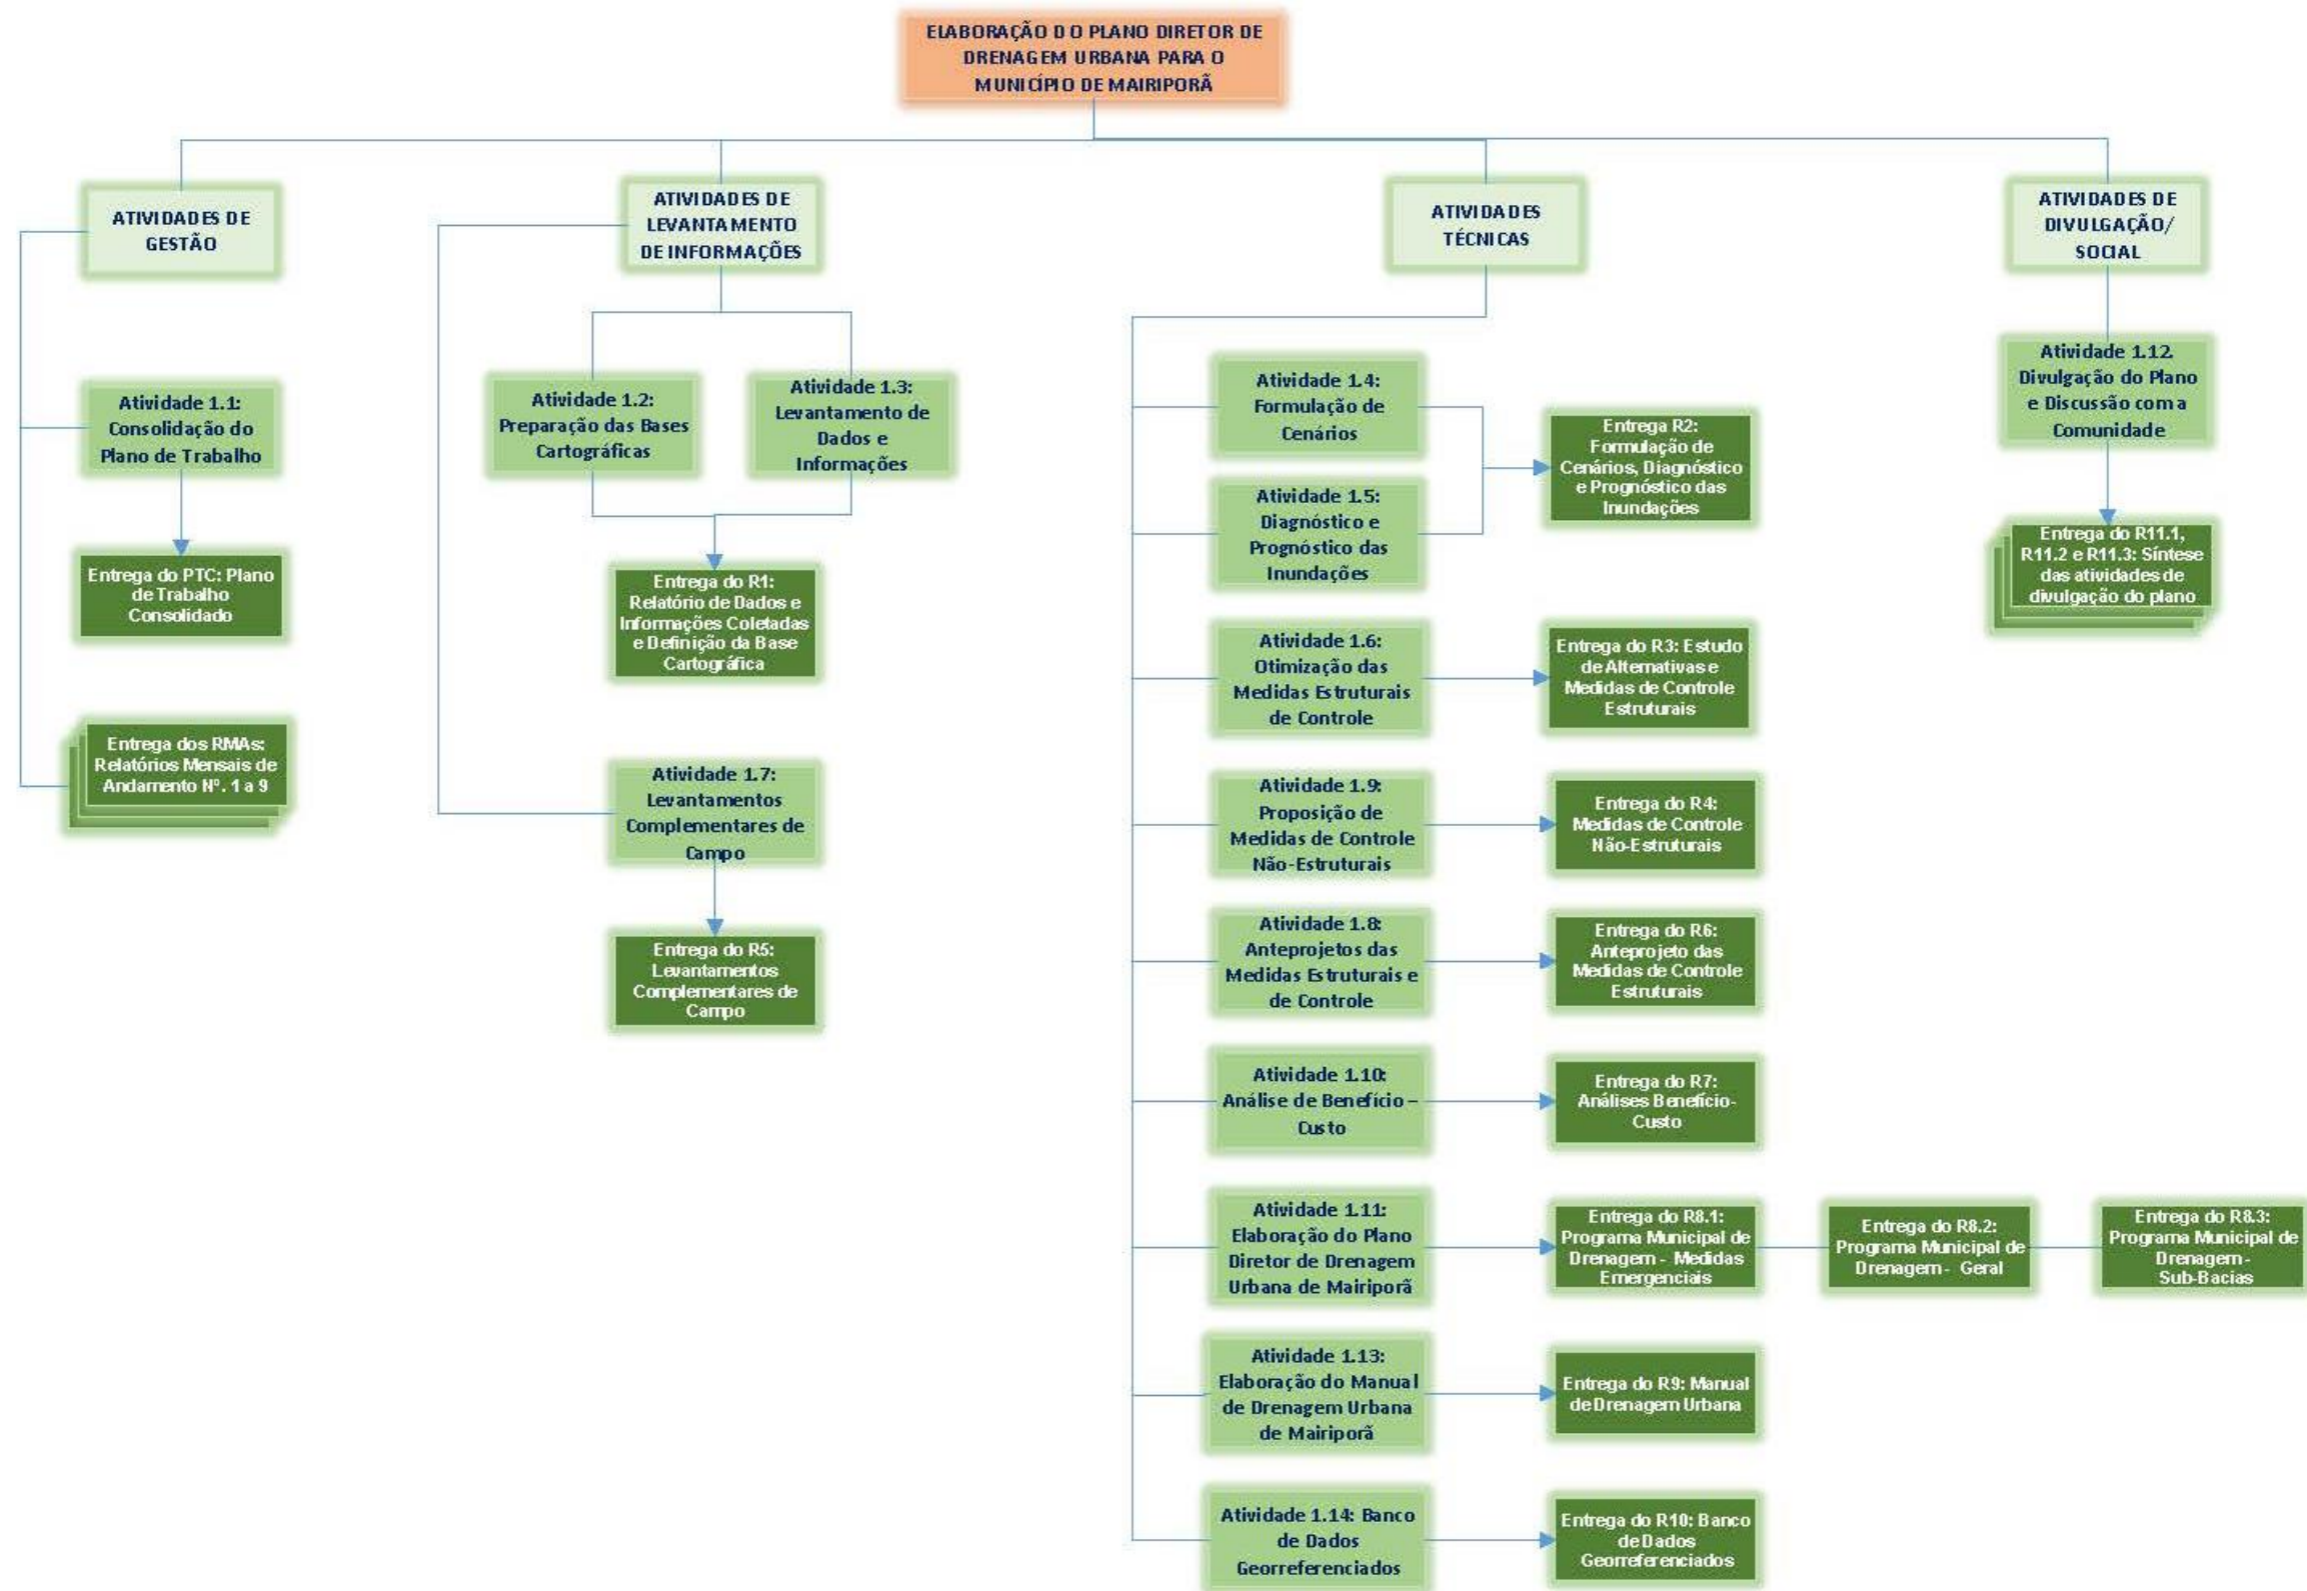 ELABORAÇÃO DO PLANO DIRETOR DE
DRENAGEM URBANA PARA O
MUNICÍPIO DE MAIRIPORÃ
ATIVIDADES DE
GESTÃO
Atividade 1.1:
Consolidação do
Plano de Trabalho
Entrega do PTC: Plano
de Trabalho
Consolidado
Entrega dos RMAs:
Relatórios Mensais de
Andamento Nº. 1 a 9
ATIVIDADES DE
LEVANTAMENTO
DE INFORMAÇÕES
Atividade 1.2:
Preparação das Bases
Cartográficas
Atividade 1.3:
Levantamento de
Dados e
Informações
Entrega do R1:
Relatório de Dados e
Informações Coletadas
e Definição da Base
Cartográfica
Atividade 1.7:
Levantamentos
Complementares de
Campo
Entrega do R5:
Levantamentos
Complementares de
Campo
ATIVIDADES
TÉCNICAS
Atividade 1.4:
Formulação de
Cenários
Atividade 1.5:
Diagnóstico e
Prognóstico das
Inundações
Entrega R2:
Formulação de
Cenários, Diagnóstico
e Prognóstico das
Inundações
Atividade 1.6:
Otimização das
Medidas Estruturais
de Controle
Entrega do R3: Estudo
de Alternativas e
Medidas de Controle
Estruturais
Atividade 1.9:
Proposição de
Medidas de Controle
Não-Estruturais
Entrega do R4:
Medidas de Controle
Não-Estruturais
Atividade 1.8:
Anteprojetos das
Medidas Estruturais e
de Controle
Entrega do R6:
Anteprojeto das
Medidas de Controle
Estruturais
Atividade 1.10:
Análise de Benefício –
Custo
Entrega do R7:
Análises Benefício-
Custo
Atividade 1.11:
Elaboração do Plano
Diretor de Drenagem
Urbana de Mairiporã
Entrega do R8.1:
Programa Municipal de
Drenagem - Medidas
Emergenciais
Entrega do R8.2:
Programa Municipal de
Drenagem - Geral
Entrega do R8.3:
Programa Municipal de
Drenagem -
Sub-Bacias
Atividade 1.13:
Elaboração do Manual
de Drenagem Urbana
de Mairiporã
Entrega do R9: Manual
de Drenagem Urbana
Atividade 1.14: Banco
de Dados
Georreferenciados
Entrega do R10: Banco
de Dados
Georreferenciados
ATIVIDADES DE
DIVULGAÇÃO/
SOCIAL
Atividade 1.12.
Divulgação do Plano
e Discussão com a
Comunidade
Entrega do R11.1,
R11.2 e R11.3: Síntese
das atividades de
divulgação do plano